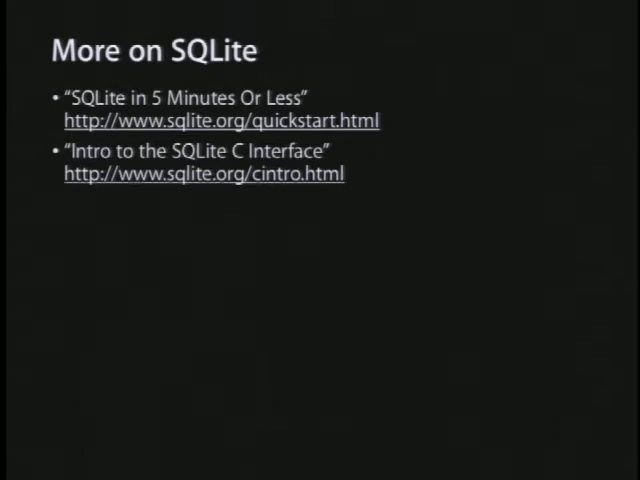 More on SQLite
• “SQLite in 5 Minutes Or Less”
http://www.sqlite.org/quickstart.html
• “Intro to the SQLite C Interface”
http://www.sqlite.org/cintro.html